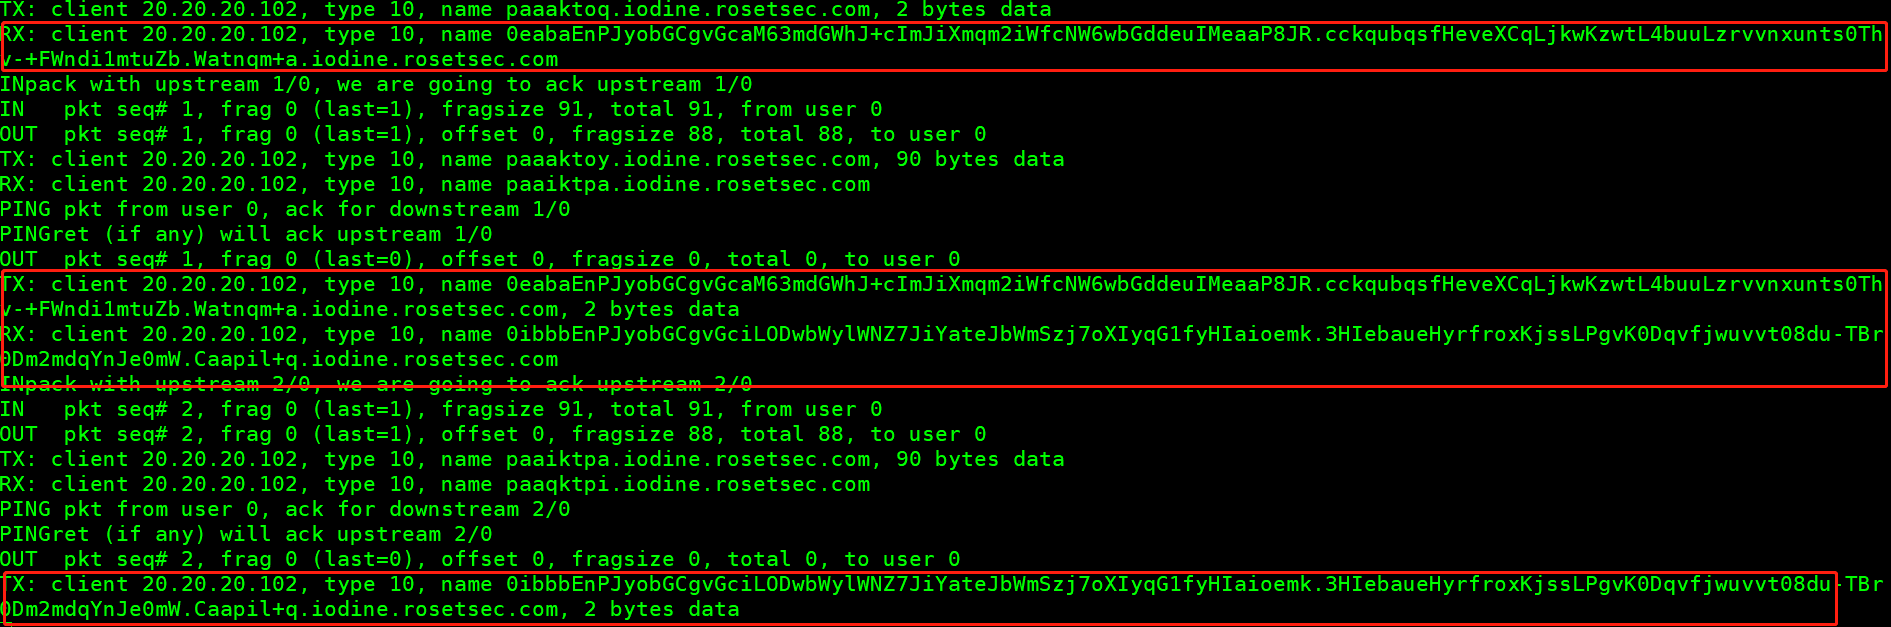 TX: client 20.20.20.102, type 10, name paaaktoq.iodine.rosetsec.com, 2 bytes data
RX: client 20.20.20.102, type 10, name 0eabaEnPJyobGCgvGcaM63mdGWhJ+cImJiXmqm2iWfcNW6wbGddeuIMeaaP8JR.cckqubqsfHeveXCqLjkwKzwtL4buuLzrvvnxunts0Th
v-+FWndi1mtuZb.Watnqm+a.iodine.rosetsec.com
INpack with upstream 1/0, we are going to ack upstream 1/0
IN   pkt seq# 1, frag 0 (last=1), fragsize 91, total 91, from user 0
OUT  pkt seq# 1, frag 0 (last=1), offset 0, fragsize 88, total 88, to user 0
TX: client 20.20.20.102, type 10, name paaaktoy.iodine.rosetsec.com, 90 bytes data
RX: client 20.20.20.102, type 10, name paaiktpa.iodine.rosetsec.com
PING pkt from user 0, ack for downstream 1/0
PINGret (if any) will ack upstream 1/0
OUT  pkt seq# 1, frag 0 (last=0), offset 0, fragsize 0, total 0, to user 0
TX: client 20.20.20.102, type 10, name 0eabaEnPJyobGCgvGcaM63mdGWhJ+cImJiXmqm2iWfcNW6wbGddeuIMeaaP8JR.cckqubqsfHeveXCqLjkwKzwtL4buuLzrvvnxunts0Th
v-+FWndi1mtuZb.Watnqm+a.iodine.rosetsec.com, 2 bytes data
RX: client 20.20.20.102, type 10, name 0ibbbEnPJyobGCgvGciLODwbWylWNZ7JiYateJbWmSzj7oXIyqG1fyHIaioemk.3HIebaueHyrfroxKjssLPgvK0Dqvfjwuvvt08du-TBr
0Dm2mdqYnJe0mW.Caapil+q.iodine.rosetsec.com
INpack with upstream 2/0, we are going to ack upstream 2/0
IN   pkt seq# 2, frag 0 (last=1), fragsize 91, total 91, from user 0
OUT  pkt seq# 2, frag 0 (last=1), offset 0, fragsize 88, total 88, to user 0
TX: client 20.20.20.102, type 10, name paaiktpa.iodine.rosetsec.com, 90 bytes data
RX: client 20.20.20.102, type 10, name paaqktpi.iodine.rosetsec.com
PING pkt from user 0, ack for downstream 2/0
PINGret (if any) will ack upstream 2/0
OUT  pkt seq# 2, frag 0 (last=0), offset 0, fragsize 0, total 0, to user 0
TX: client 20.20.20.102, type 10, name 0ibbbEnPJyobGCgvGciLODwbWylWNZ7JiYateJbWmSzj7oXIyqG1fyHIaioemk.3HIebaueHyrfroxKjssLPgvK0Dqvfjwuvvt08du-TBr
0Dm2mdqYnJe0mW.Caapil+q.iodine.rosetsec.com, 2 bytes data